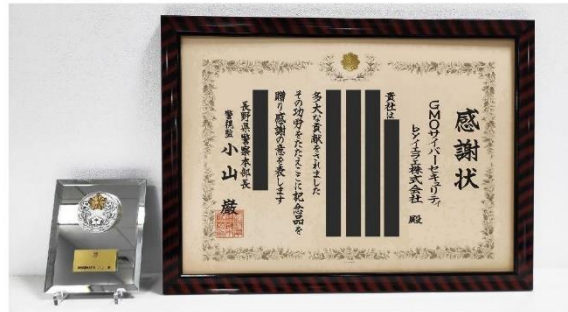 感謝状
GMOサイバーセキュリティ
byイエラエ株式会社 殿
貴社は
多大な貢献をされました
その功労をたたえここに記念品を
贈り感謝の意を表します
長野県警察本部長
警視監 小山 巌